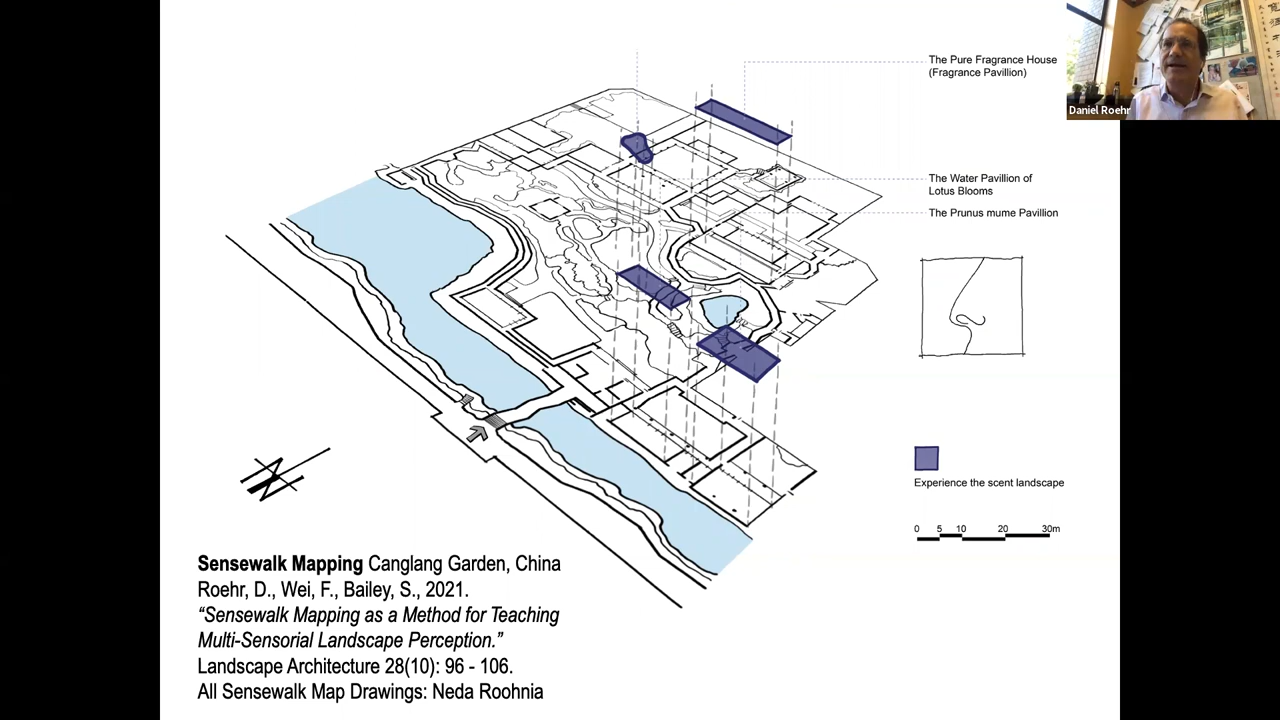 The Pure Fragrance House
(Fragrance Pavillion)
Daniel Roehr
The Water Pavillion of
Lotus Blooms
The Prunus mume Pavillion
Experience the scent landscape
0 5 10 20 30m
Sensewalk Mapping Canglang Garden, China
Roehr, D., Wei, F., Bailey, S., 2021.
“Sensewalk Mapping as a Method for Teaching
Multi-Sensorial Landscape Perception.”
Landscape Architecture 28(10): 96 - 106.
All Sensewalk Map Drawings: Neda Roohnia